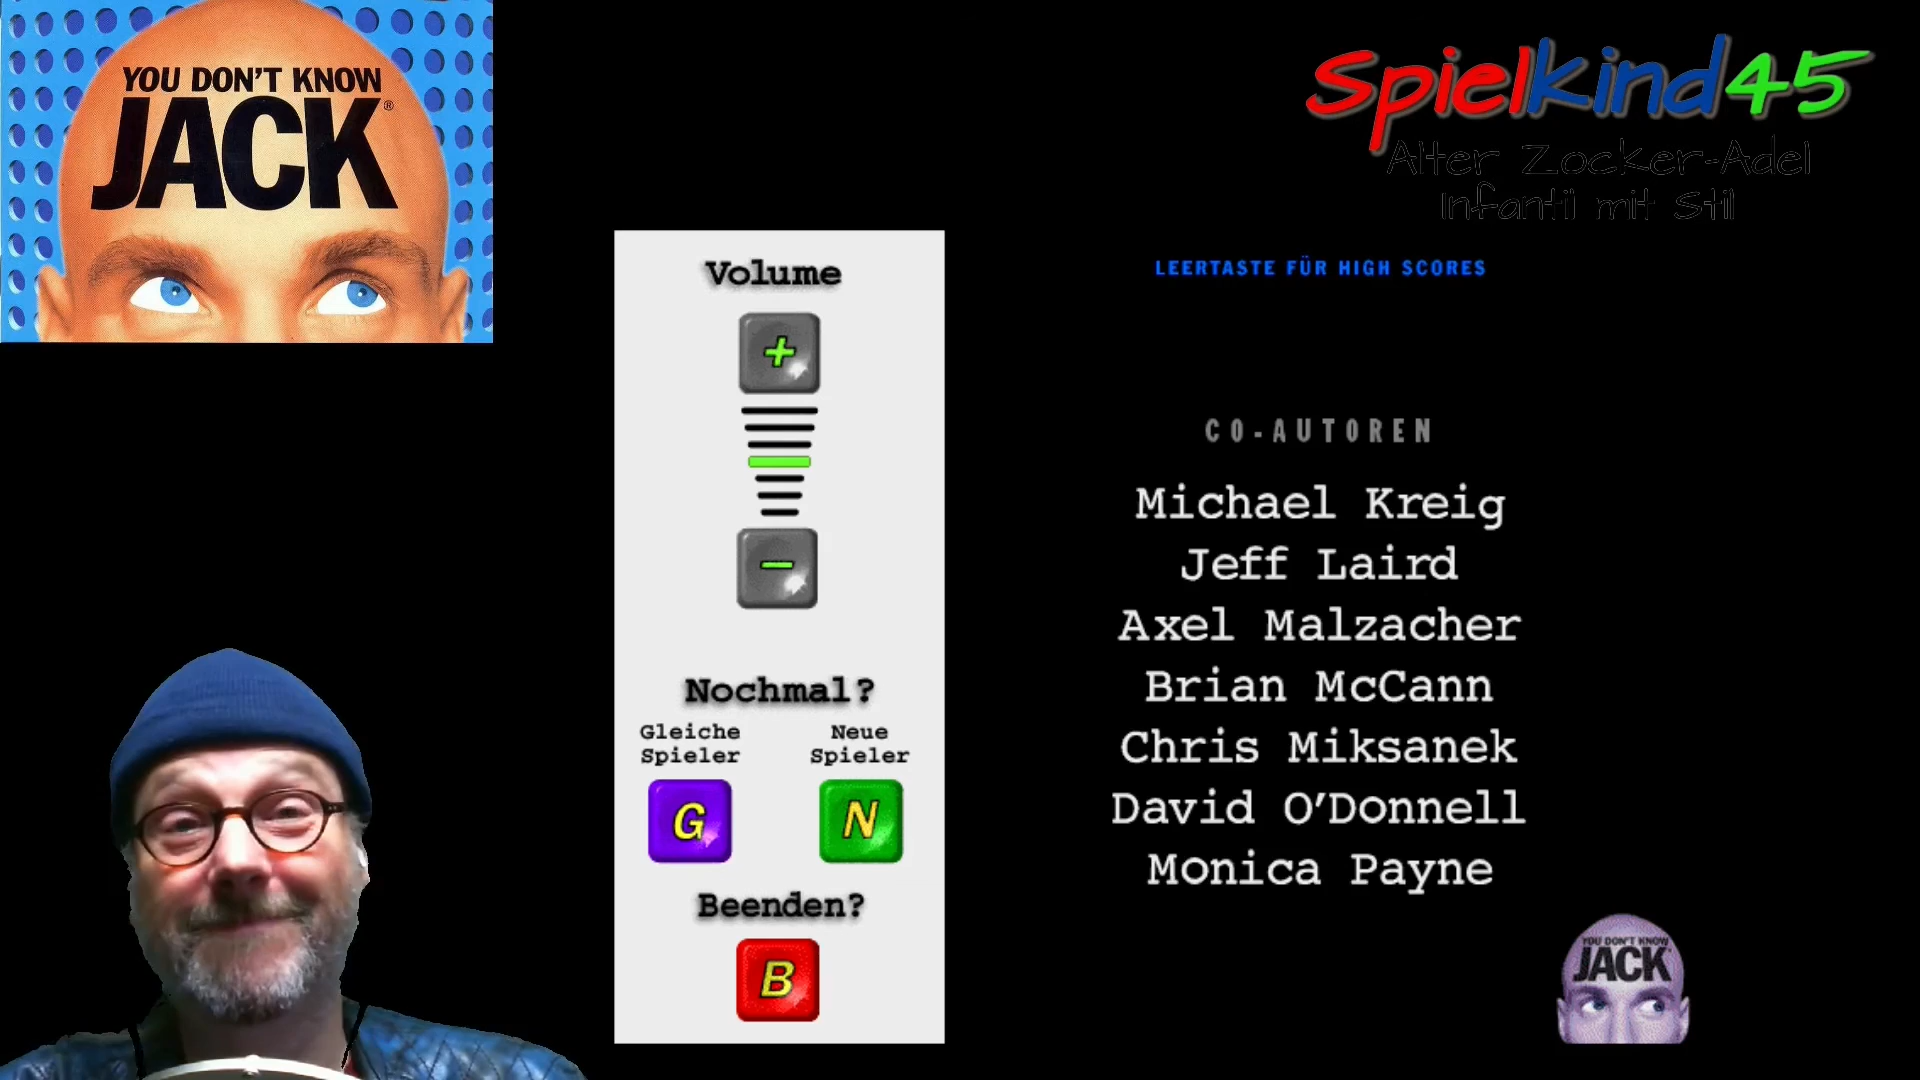 YOU DON'T KNOW
JACK®
Spielkind45
Alter Zocker-Adel
Infantil mit Stil
Volume
+
−
Nochmal?
Gleiche
Spieler
Neue
Spieler
G
N
Beenden?
B
LEERTASTE FÜR HIGH SCORES
CO-AUTOREN
Michael Kreig
Jeff Laird
Axel Malzacher
Brian McCann
Chris Miksanek
David O'Donnell
Monica Payne
YOU DON'T KNOW
JACK